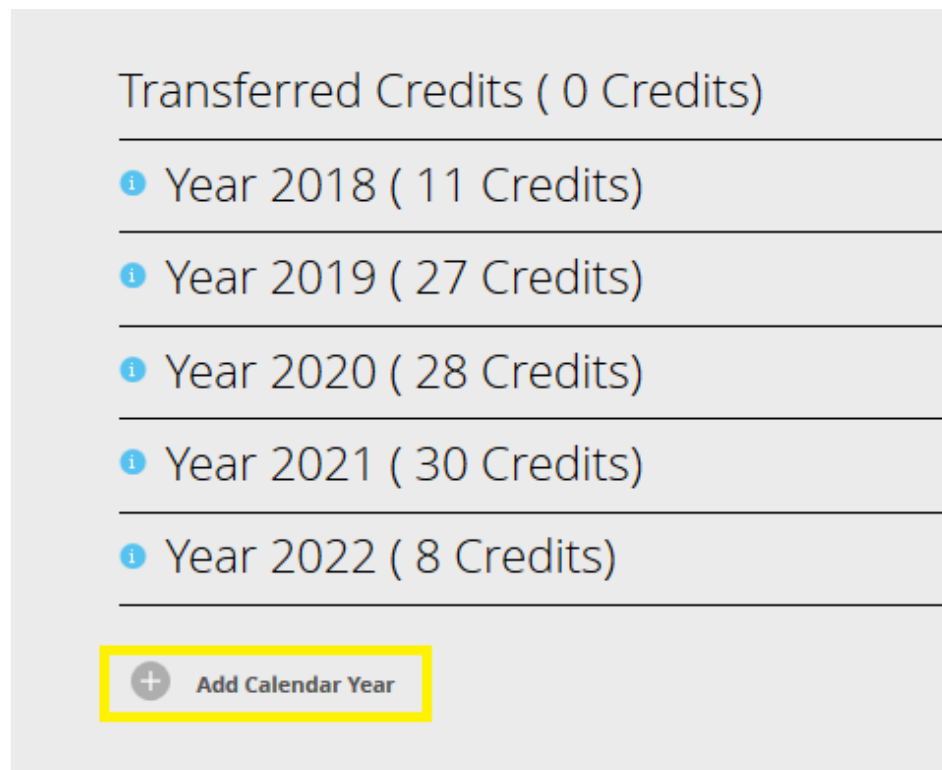 Transferred Credits ( 0 Credits)
Year 2018 ( 11 Credits)
Year 2019 ( 27 Credits)
Year 2020 ( 28 Credits)
Year 2021 ( 30 Credits)
Year 2022 ( 8 Credits)
Add Calendar Year